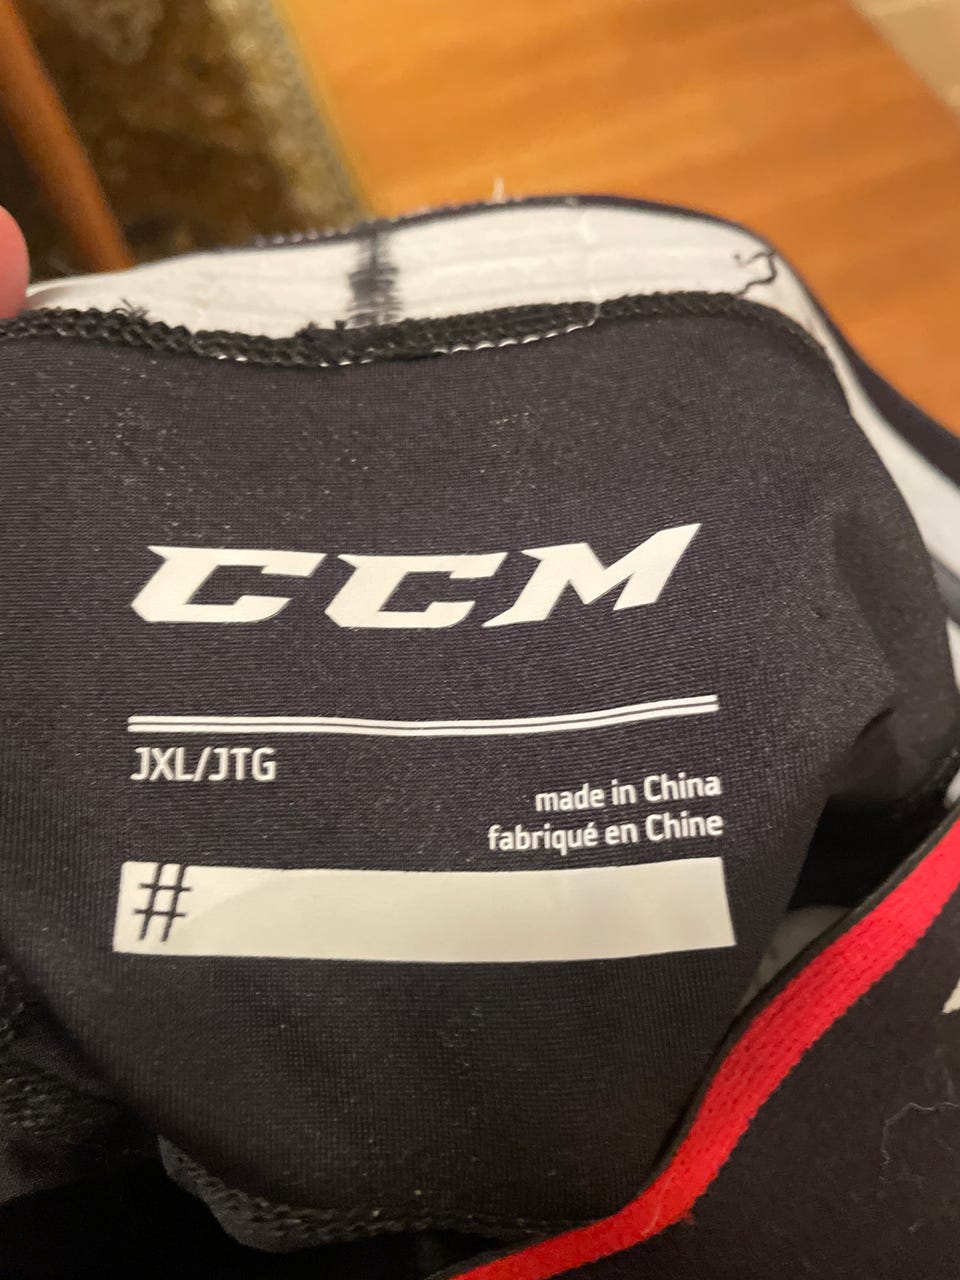 CCM
JXL/JTG
made in China
fabriqué en Chine
#